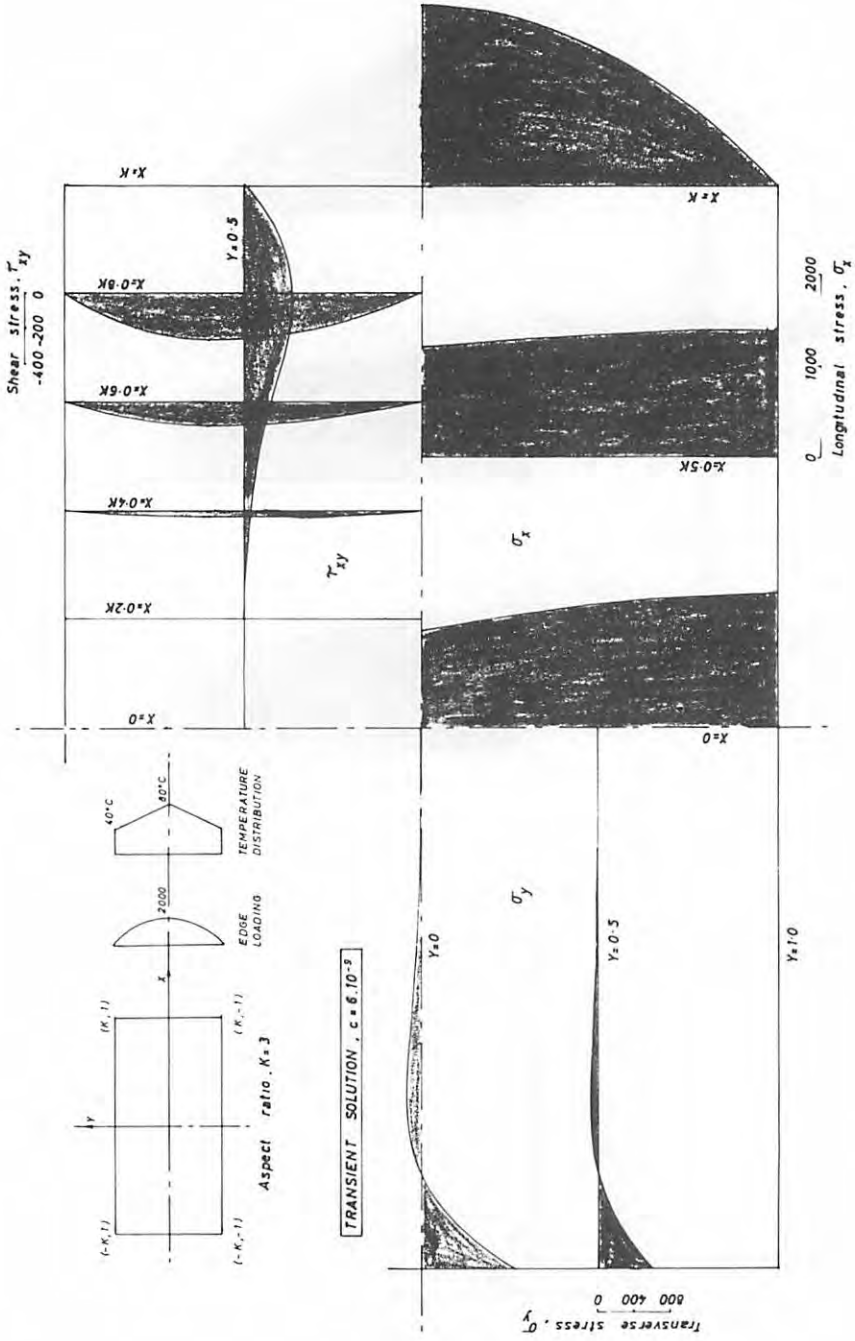 Shear stress, τxy
-400 -200 0
X=K
X=0·8K
X=0·6K
X=0·4K
X=0·2K
X=0
Y=0·5
τxy
40°C
80°C
TEMPERATURE
DISTRIBUTION
2000
EDGE
LOADING
X
Y
(-K,1)
(K,1)
(-K,-1)
(K,-1)
Aspect ratio, K=3
TRANSIENT SOLUTION, c = 6.10⁻⁹
X=K
X=0·5K
X=0
σx
0
1000
2000
Longitudinal stress, σx
Y=0
σy
Y=0·5
Y=1·0
Transverse stress, σy
0
400
800